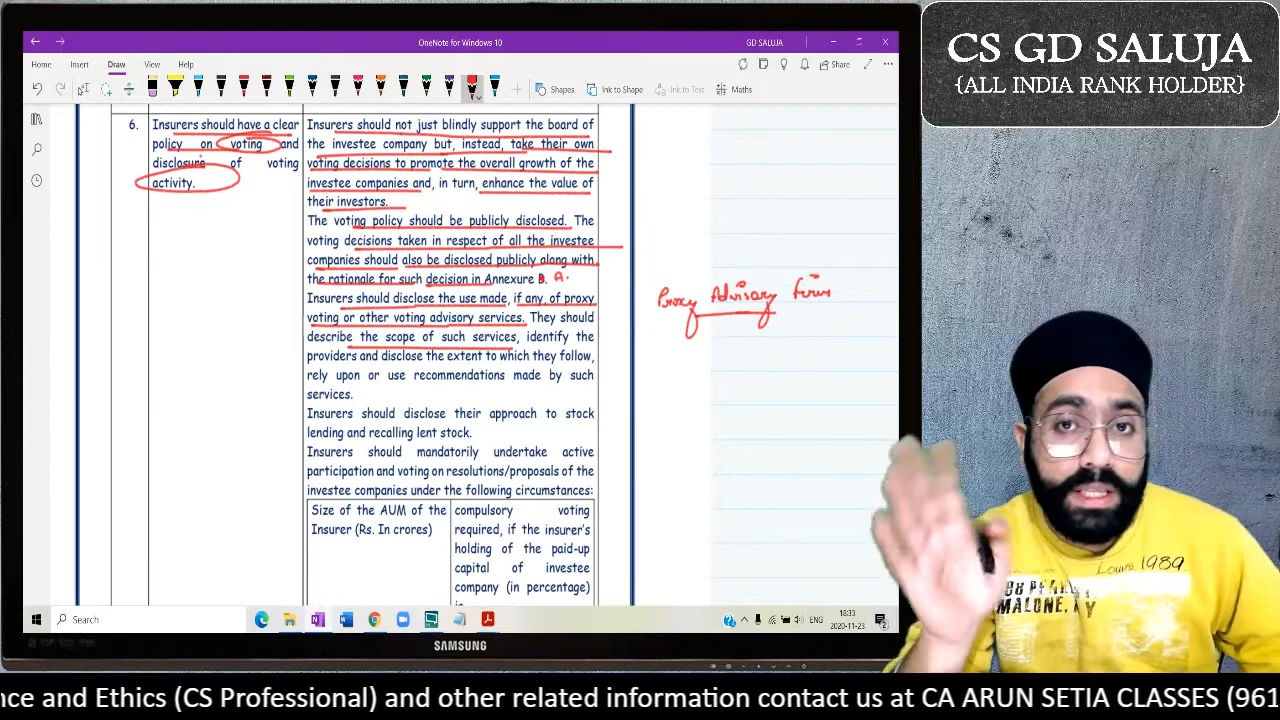 CS GD SALUJA
{ALL INDIA RANK HOLDER}
OneNote for Windows 10
GD SALUJA
Home
Insert
Draw
View
Help
Share
Shapes
Ink to Shape
Ink to Text
Maths
6.
Insurers should have a clear
policy on voting and
disclosure of voting
activity.
Insurers should not just blindly support the board of
the investee company but, instead, take their own
voting decisions to promote the overall growth of the
investee companies and, in turn, enhance the value of
their investors.
The voting policy should be publicly disclosed. The
voting decisions taken in respect of all the investee
companies should also be disclosed publicly along with
the rationale for such decision in Annexure B. A.
Insurers should disclose the use made, if any, of proxy
voting or other voting advisory services. They should
describe the scope of such services, identify the
providers and disclose the extent to which they follow,
rely upon or use recommendations made by such
services.
Insurers should disclose their approach to stock
lending and recalling lent stock.
Insurers should mandatorily undertake active
participation and voting on resolutions/proposals of the
investee companies under the following circumstances:
Size of the AUM of the
Insurer (Rs. In crores)
compulsory voting
required, if the insurer's
holding of the paid-up
capital of investee
company (in percentage)
Proxy Advisory
Search
ENG
18:33
2020-11-23
SAMSUNG
Louvre 1989
MALONE, KY
nce and Ethics (CS Professional) and other related information contact us at CA ARUN SETIA CLASSES (961